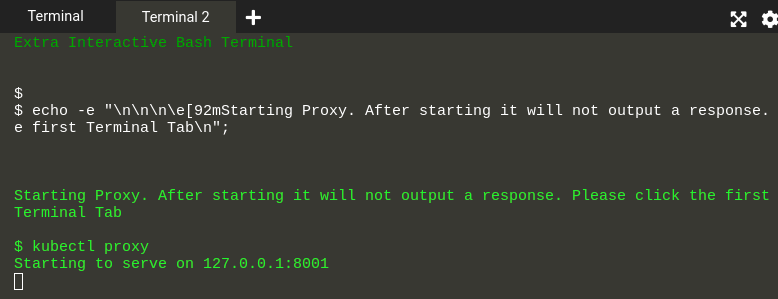 Terminal
Terminal 2
Extra Interactive Bash Terminal
$
$ echo -e "\n\n\n\e[92mStarting Proxy. After starting it will not output a response.
e first Terminal Tab\n";
Starting Proxy. After starting it will not output a response. Please click the first
Terminal Tab
$ kubectl proxy
Starting to serve on 127.0.0.1:8001